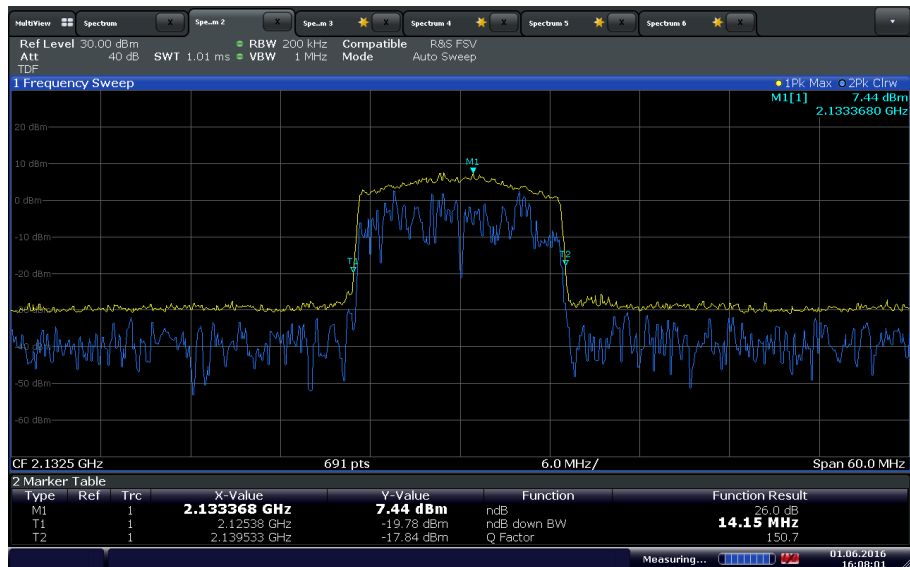 MultiView Spectrum X Spe...m 2 X Spe...m 3 X Spectrum 4 X Spectrum 5 X Spectrum 6 X
Ref Level 30.00 dBm RBW 200 kHz Compatible R&S FSV
Att 40 dB SWT 1.01 ms VBW 1 MHz Mode Auto Sweep
TDF
1 Frequency Sweep 1Pk Max 2Pk Clrw
M1[1] 7.44 dBm
2.1333680 GHz
20 dBm
10 dBm
M1
0 dBm
-10 dBm
T2
-20 dBm
-50 dBm
-60 dBm
CF 2.1325 GHz 691 pts 6.0 MHz/ Span 60.0 MHz
2 Marker Table
Type Ref Trc X-Value Y-Value Function Function Result
M1 1 2.133368 GHz 7.44 dBm ndB 26.0 dB
T1 1 2.12538 GHz -19.78 dBm ndB down BW 14.15 MHz
T2 1 2.139533 GHz -17.84 dBm Q Factor 150.7
Measuring... 01.06.2016
16:08:01